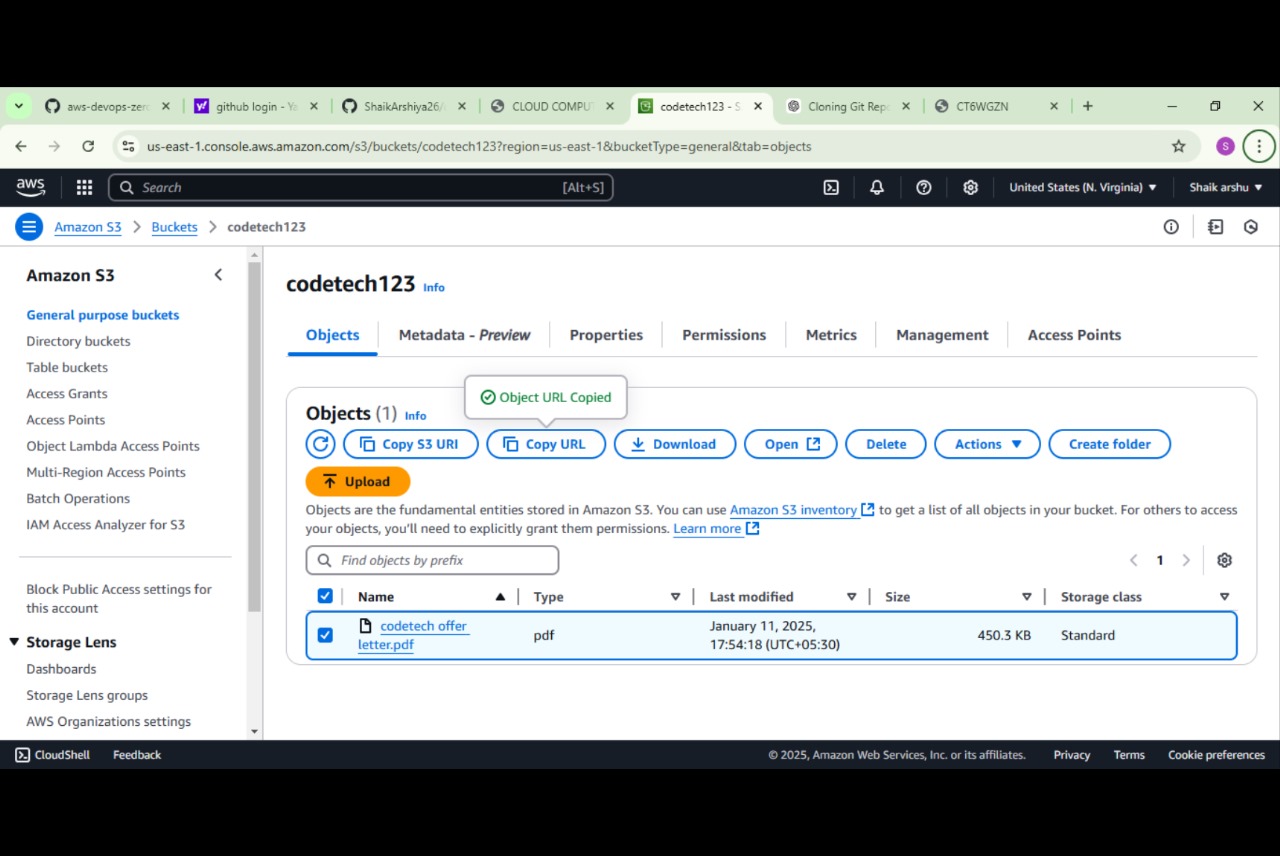 aws-devops-zero
github login - Ya
ShaikArshiya26/
CLOUD COMPUT
codetech123 - S
Cloning Git Repo
CT6WGZN
us-east-1.console.aws.amazon.com/s3/buckets/codetech123?region=us-east-1&bucketType=general&tab=objects
S
aws
Search
[Alt+S]
United States (N. Virginia)
Shaik arshu
Amazon S3
Buckets
codetech123
Amazon S3
General purpose buckets
Directory buckets
Table buckets
Access Grants
Access Points
Object Lambda Access Points
Multi-Region Access Points
Batch Operations
IAM Access Analyzer for S3
Block Public Access settings for
this account
Storage Lens
Dashboards
Storage Lens groups
AWS Organizations settings
codetech123 Info
Objects
Metadata - Preview
Properties
Permissions
Metrics
Management
Access Points
Object URL Copied
Objects (1) Info
Copy S3 URI
Copy URL
Download
Open
Delete
Actions
Create folder
Upload
Objects are the fundamental entities stored in Amazon S3. You can use Amazon S3 inventory to get a list of all objects in your bucket. For others to access
your objects, you'll need to explicitly grant them permissions. Learn more
Find objects by prefix
1
Name
Type
Last modified
Size
Storage class
codetech offer
letter.pdf
pdf
January 11, 2025,
17:54:18 (UTC+05:30)
450.3 KB
Standard
CloudShell
Feedback
© 2025, Amazon Web Services, Inc. or its affiliates.
Privacy
Terms
Cookie preferences